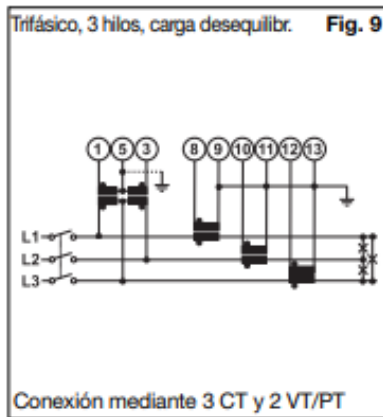 Trifásico, 3 hilos, carga desequilibr. Fig. 9
1 5 3 8 9 10 11 12 13
L1
L2
L3
Conexión mediante 3 CT y 2 VT/PT